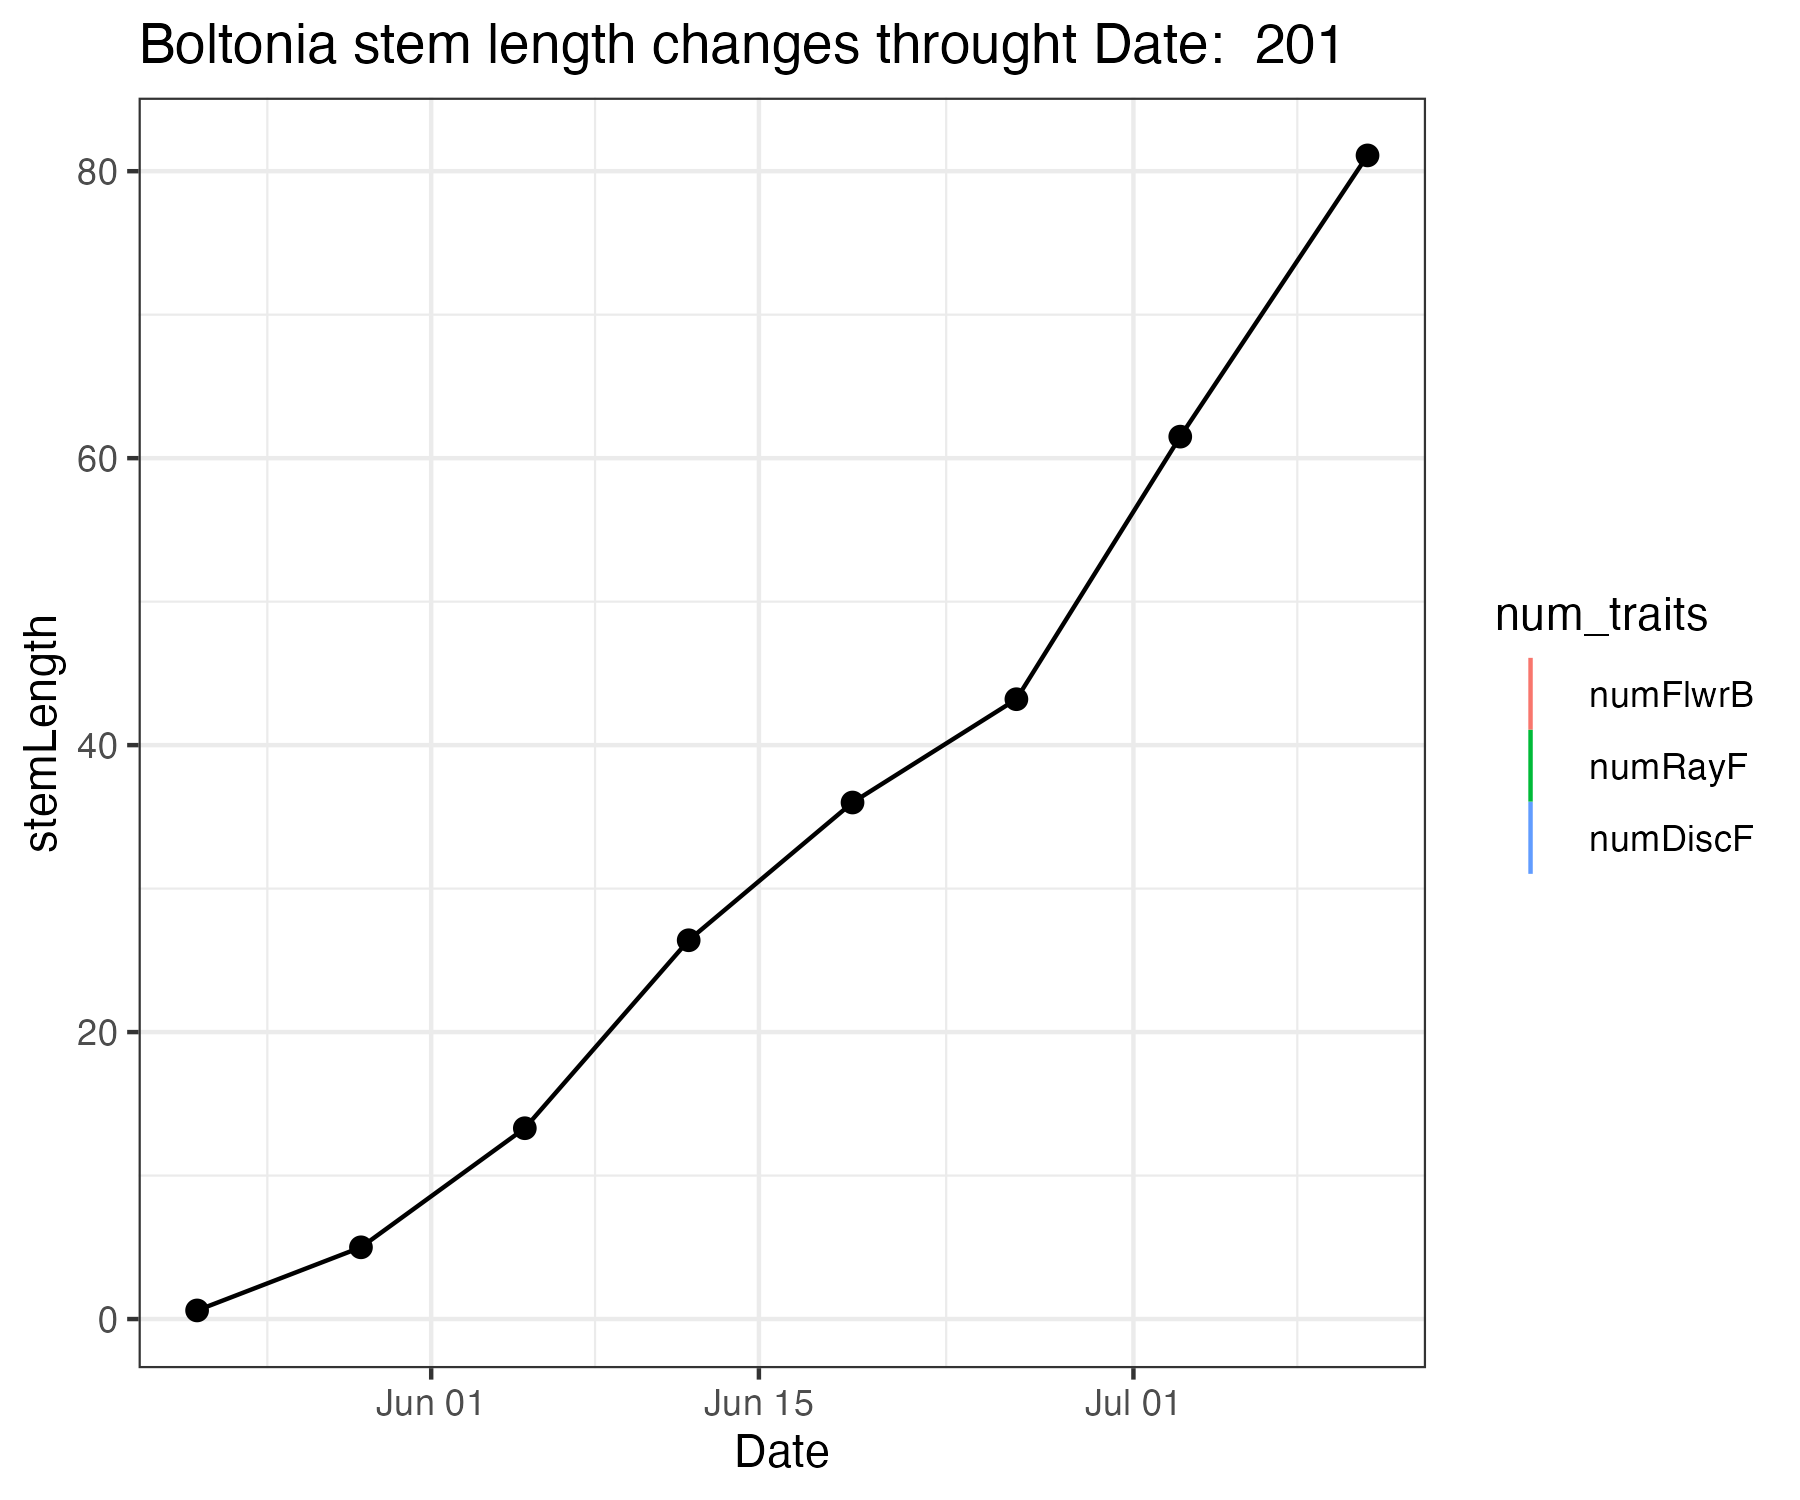 Boltonia stem length changes throught Date:  201
80
60
40
20
0
stemLength
Jun 01
Jun 15
Jul 01
Date
num_traits
numFlwrB
numRayF
numDiscF